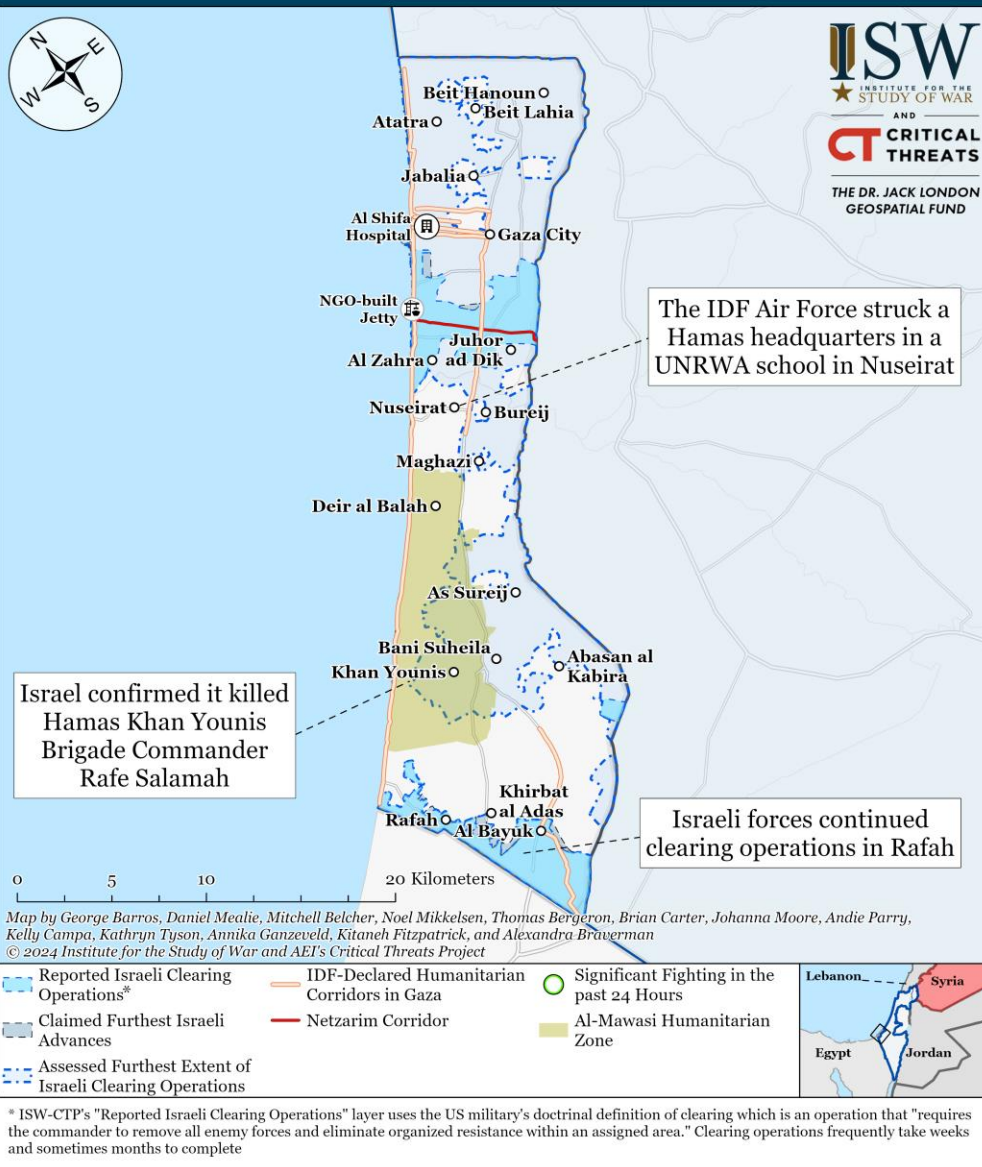 N
E
W
S
ISW
INSTITUTE FOR THE
STUDY OF WAR
AND
CT CRITICAL
THREATS
THE DR. JACK LONDON
GEOSPATIAL FUND
Beit Hanoun
Beit Lahia
Atatra
Jabalia
Al Shifa
Hospital
Gaza City
NGO-built
Jetty
Juhor
ad Dik
Al Zahra
The IDF Air Force struck a
Hamas headquarters in a
UNRWA school in Nuseirat
Nuseirat
Bureij
Maghazi
Deir al Balah
As Sureij
Bani Suheila
Khan Younis
Abasan al
Kabira
Israel confirmed it killed
Hamas Khan Younis
Brigade Commander
Rafe Salamah
Khirbat
al Adas
Rafah
Al Bayuk
Israeli forces continued
clearing operations in Rafah
0 5 10 20 Kilometers
Map by George Barros, Daniel Mealie, Mitchell Belcher, Noel Mikkelsen, Thomas Bergeron, Brian Carter, Johanna Moore, Andie Parry,
Kelly Campa, Kathryn Tyson, Annika Ganzeveld, Kitaneh Fitzpatrick, and Alexandra Braverman
© 2024 Institute for the Study of War and AEI's Critical Threats Project
Reported Israeli Clearing
Operations*
Claimed Furthest Israeli
Advances
Assessed Furthest Extent of
Israeli Clearing Operations
IDF-Declared Humanitarian
Corridors in Gaza
Netzarim Corridor
Significant Fighting in the
past 24 Hours
Al-Mawasi Humanitarian
Zone
Lebanon
Syria
Egypt
Jordan
* ISW-CTP's "Reported Israeli Clearing Operations" layer uses the US military's doctrinal definition of clearing which is an operation that "requires
the commander to remove all enemy forces and eliminate organized resistance within an assigned area." Clearing operations frequently take weeks
and sometimes months to complete